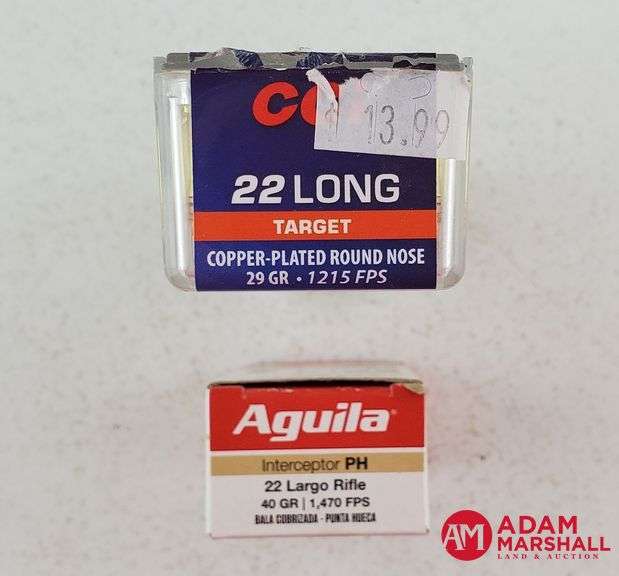 13.99
22 LONG
TARGET
COPPER-PLATED ROUND NOSE
29 GR • 1215 FPS
Aguila
Interceptor PH
22 Largo Rifle
40 GR | 1,470 FPS
BALA COBRIZADA - PUNTA HUECA
AM ADAM
MARSHALL
LAND & AUCTION